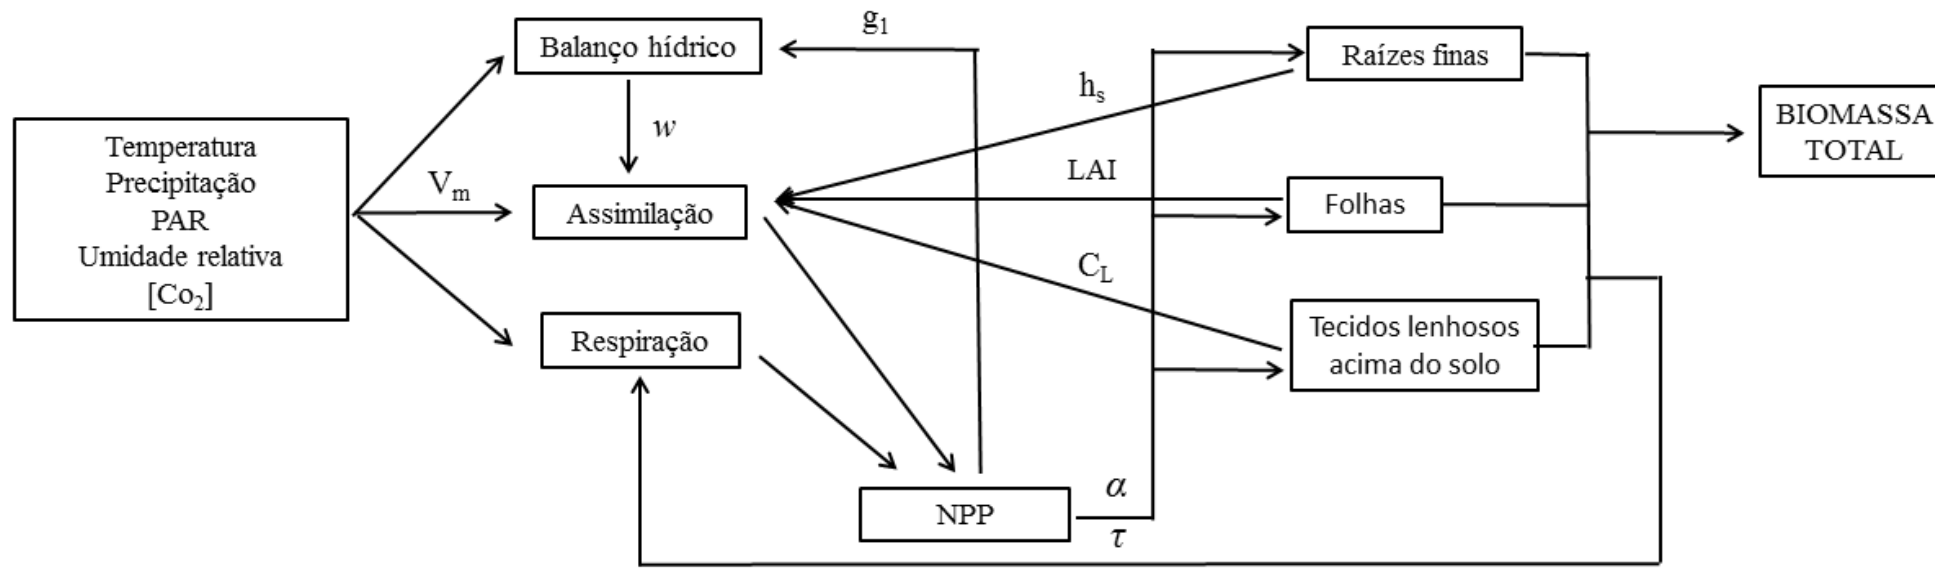 Temperatura
Precipitação
PAR
Umidade relativa
[Co₂]
Balanço hídrico
g₁
w
Vₘ
Assimilação
Respiração
NPP
α
τ
hₛ
LAI
C_L
Raízes finas
Folhas
Tecidos lenhosos
acima do solo
BIOMASSA
TOTAL